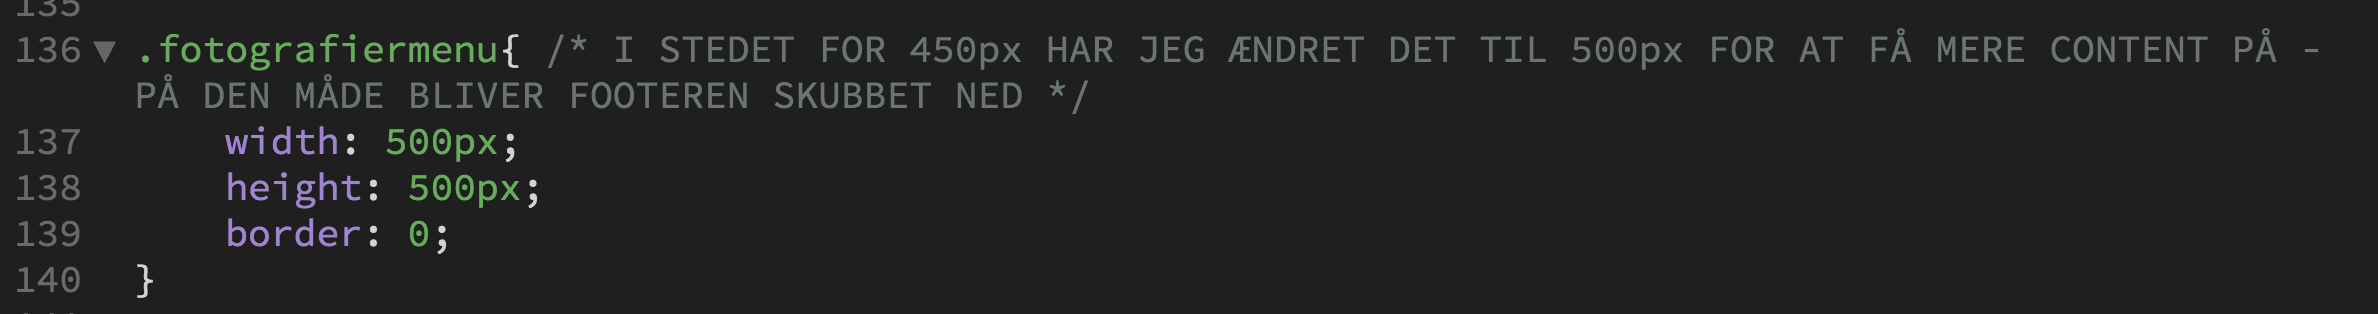 135
136 ▼ .fotografiermenu{ /* I STEDET FOR 450px HAR JEG ÆNDRET DET TIL 500px FOR AT FÅ MERE CONTENT PÅ -
PÅ DEN MÅDE BLIVER FOOTEREN SKUBBET NED */
137 width: 500px;
138 height: 500px;
139 border: 0;
140 }